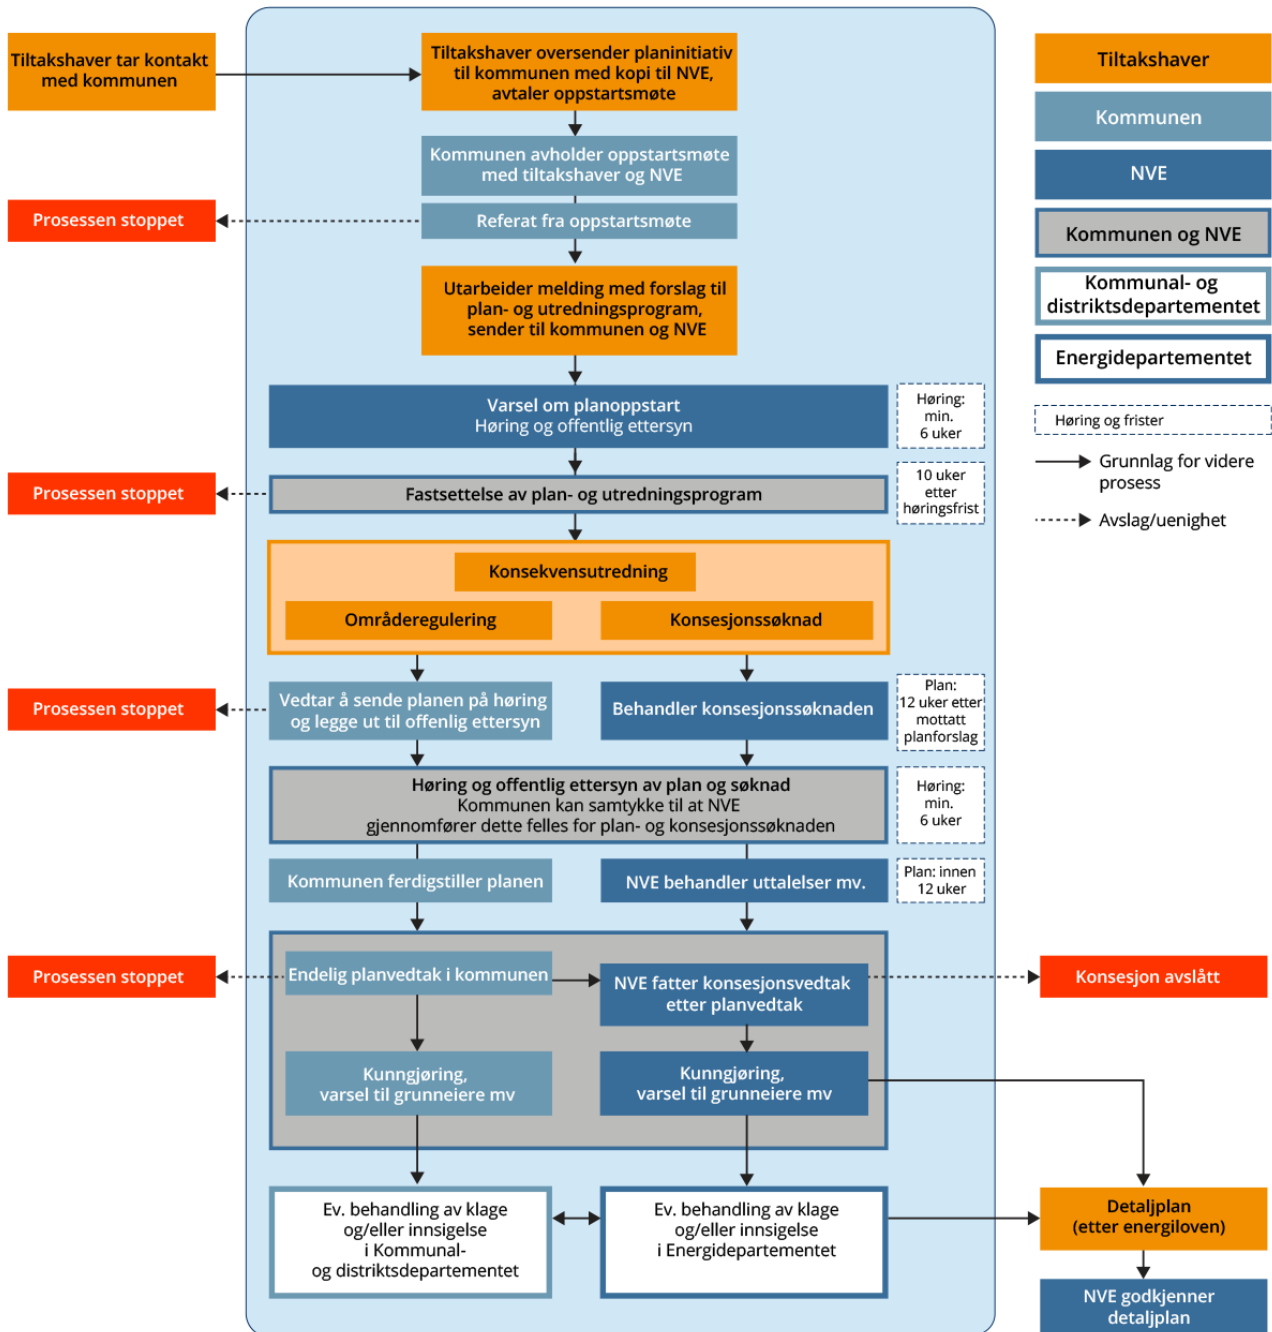 Tiltakshaver tar kontakt
med kommunen
Tiltakshaver oversender planinitiativ
til kommunen med kopi til NVE,
avtaler oppstartsmøte
Kommunen avholder oppstartsmøte
med tiltakshaver og NVE
Prosessen stoppet
Referat fra oppstartsmøte
Utarbeider melding med forslag til
plan- og utredningsprogram,
sender til kommunen og NVE
Varsel om planoppstart
Høring og offentlig ettersyn
Høring:
min.
6 uker
Prosessen stoppet
Fastsettelse av plan- og utredningsprogram
10 uker
etter
høringsfrist
Konsekvensutredning
Områderegulering
Konsesjonssøknad
Prosessen stoppet
Vedtar å sende planen på høring
og legge ut til offenlig ettersyn
Behandler konsesjonssøknaden
Plan:
12 uker etter
mottatt
planforslag
Høring og offentlig ettersyn av plan og søknad
Kommunen kan samtykke til at NVE
gjennomfører dette felles for plan- og konsesjonssøknaden
Høring:
min.
6 uker
Kommunen ferdigstiller planen
NVE behandler uttalelser mv.
Plan: innen
12 uker
Prosessen stoppet
Endelig planvedtak i kommunen
NVE fatter konsesjonsvedtak
etter planvedtak
Konsesjon avslått
Kunngjøring,
varsel til grunneiere mv
Kunngjøring,
varsel til grunneiere mv
Ev. behandling av klage
og/eller innsigelse
i Kommunal-
og distriktsdepartementet
Ev. behandling av klage
og/eller innsigelse
i Energidepartementet
Detaljplan
(etter energiloven)
NVE godkjenner
detaljplan
Tiltakshaver
Kommunen
NVE
Kommunen og NVE
Kommunal- og
distriktsdepartementet
Energidepartementet
Høring og frister
Grunnlag for videre
prosess
Avslag/uenighet